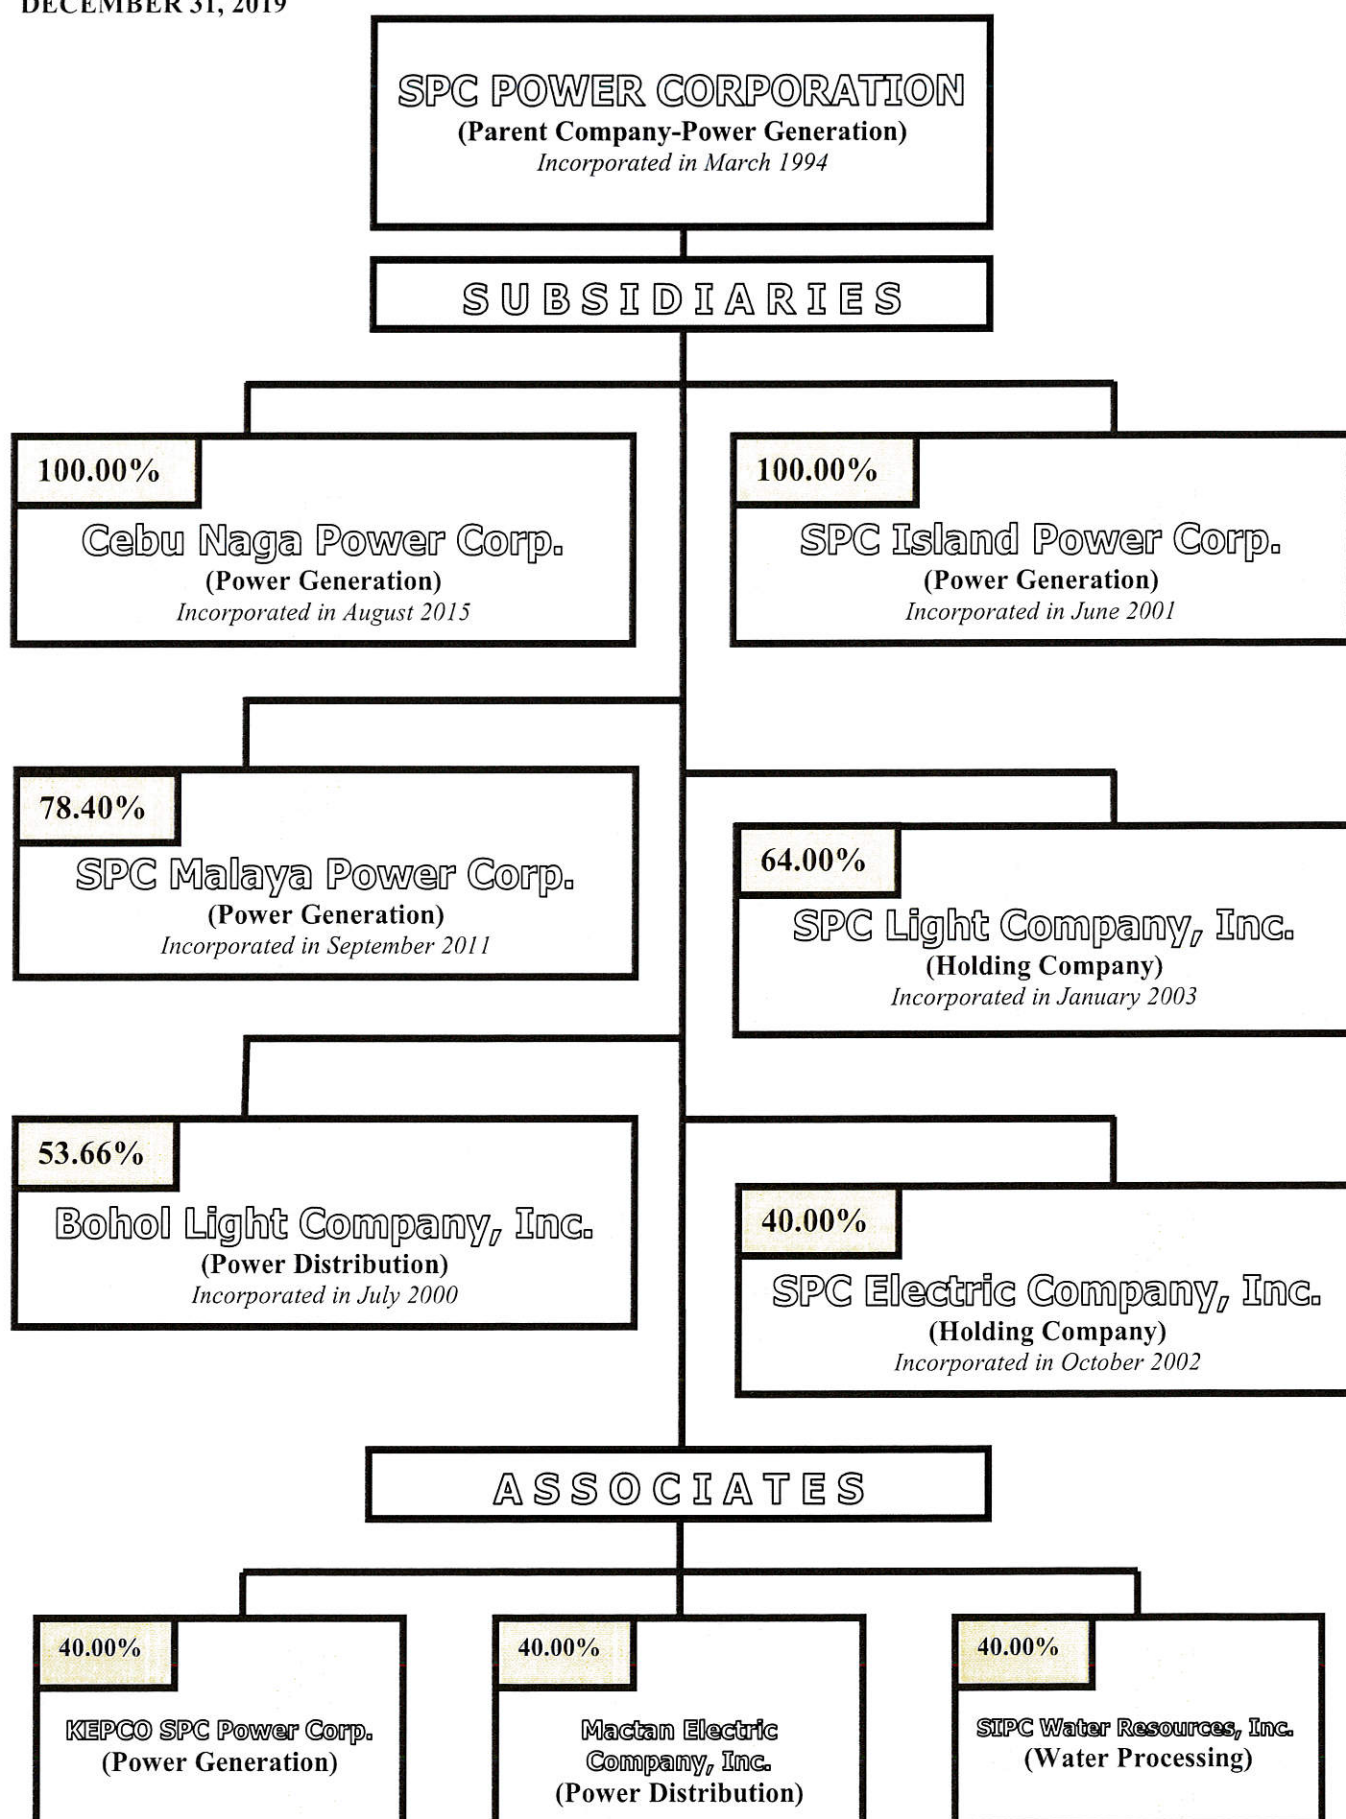 DECEMBER 31, 2019
SPC POWER CORPORATION
(Parent Company-Power Generation)
Incorporated in March 1994
SUBSIDIARIES
100.00%
Cebu Naga Power Corp.
(Power Generation)
Incorporated in August 2015
100.00%
SPC Island Power Corp.
(Power Generation)
Incorporated in June 2001
78.40%
SPC Malaya Power Corp.
(Power Generation)
Incorporated in September 2011
64.00%
SPC Light Company, Inc.
(Holding Company)
Incorporated in January 2003
53.66%
Bohol Light Company, Inc.
(Power Distribution)
Incorporated in July 2000
40.00%
SPC Electric Company, Inc.
(Holding Company)
Incorporated in October 2002
ASSOCIATES
40.00%
KEPCO SPC Power Corp.
(Power Generation)
40.00%
Mactan Electric
Company, Inc.
(Power Distribution)
40.00%
SIPC Water Resources, Inc.
(Water Processing)